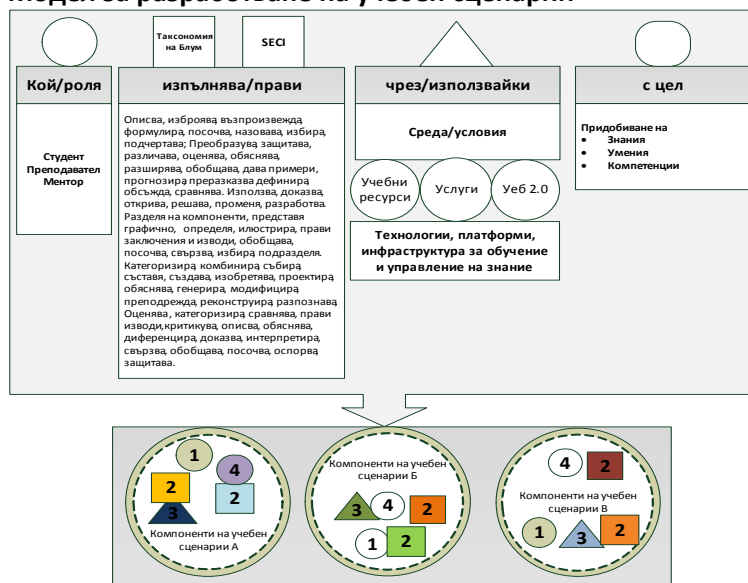 Модел за разработване на учебен сценарий
Таксономия
на Блум
SECI
Кой/роля
изпълнява/прави
чрез/използвайки
с цел
Студент
Преподавател
Ментор
Описва, изброява, възпроизвежда,
формулира, посочва, назовава, избира,
подчертава; Преобразува, защитава,
различава, оценява, обяснява,
разширява, обобщава, дава примери,
прогнозира, преразказва, дефинира,
обсъжда, сравнява. Използва, доказва,
открива, решава, променя, разработва.
Разделя на компоненти, представя
графично, определя, илюстрира, прави
заключения и изводи, обобщава,
посочва, свързва, избира, подразделя.
Категоризира, комбинира, събира,
съставя, създава, изобретява, проектира,
обяснява, генерира, модифицира,
преподрежда, реконструира, разпознава.
Оценява, категоризира, сравнява, прави
изводи,критикува, описва, обяснява,
диференцира, доказва, интерпретира,
свързва, обобщава, посочва, оспорва,
защитава.
Среда/условия
Учебни
ресурси
Услуги
Уеб 2.0
Технологии, платформи,
инфраструктура за обучение
и управление на знание
Придобиване на
• Знания
• Умения
• Компетенции
1
4
2
2
3
Компоненти на учебен
сценарии А
Компоненти на учебен
сценарии Б
3
4
2
1
2
4
2
Компоненти на учебен
сценарии В
1
3
2